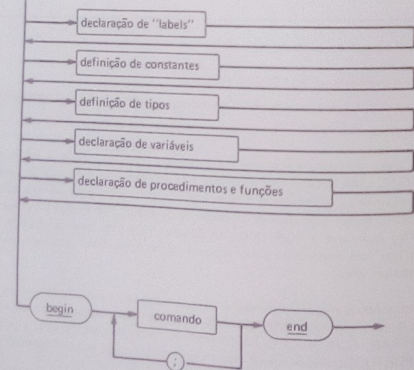 declaração de "labels"
definição de constantes
definição de tipos
declaração de variáveis
declaração de procedimentos e funções
begin
comando
end
;